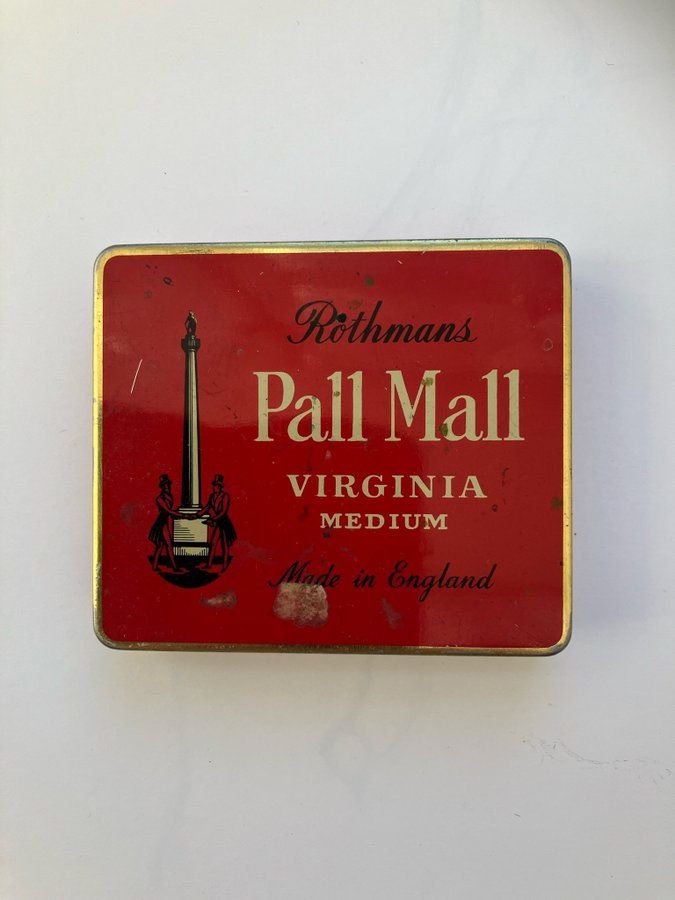 Rothmans
Pall Mall
VIRGINIA
MEDIUM
Made in England